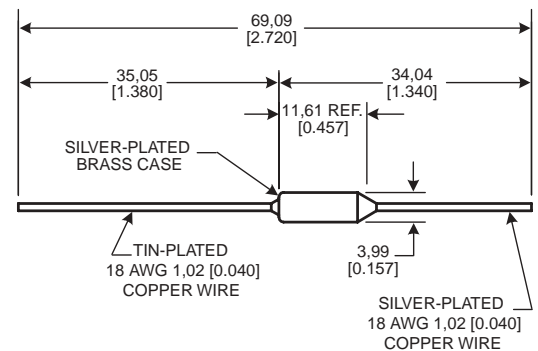 69,09
[2.720]
35,05
[1.380]
34,04
[1.340]
11,61 REF.
[0.457]
SILVER-PLATED
BRASS CASE
TIN-PLATED
18 AWG 1,02 [0.040]
COPPER WIRE
3,99
[0.157]
SILVER-PLATED
18 AWG 1,02 [0.040]
COPPER WIRE